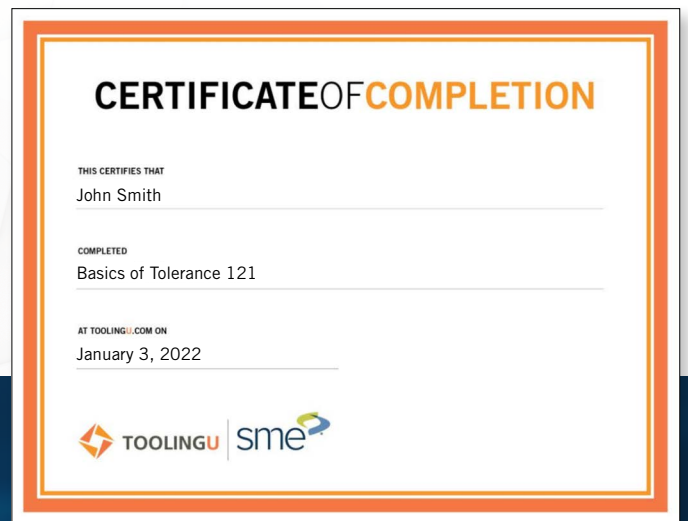 CERTIFICATEOFCOMPLETION
THIS CERTIFIES THAT
John Smith
COMPLETED
Basics of Tolerance 121
AT TOOLINGU.COM ON
January 3, 2022
TOOLINGU sme